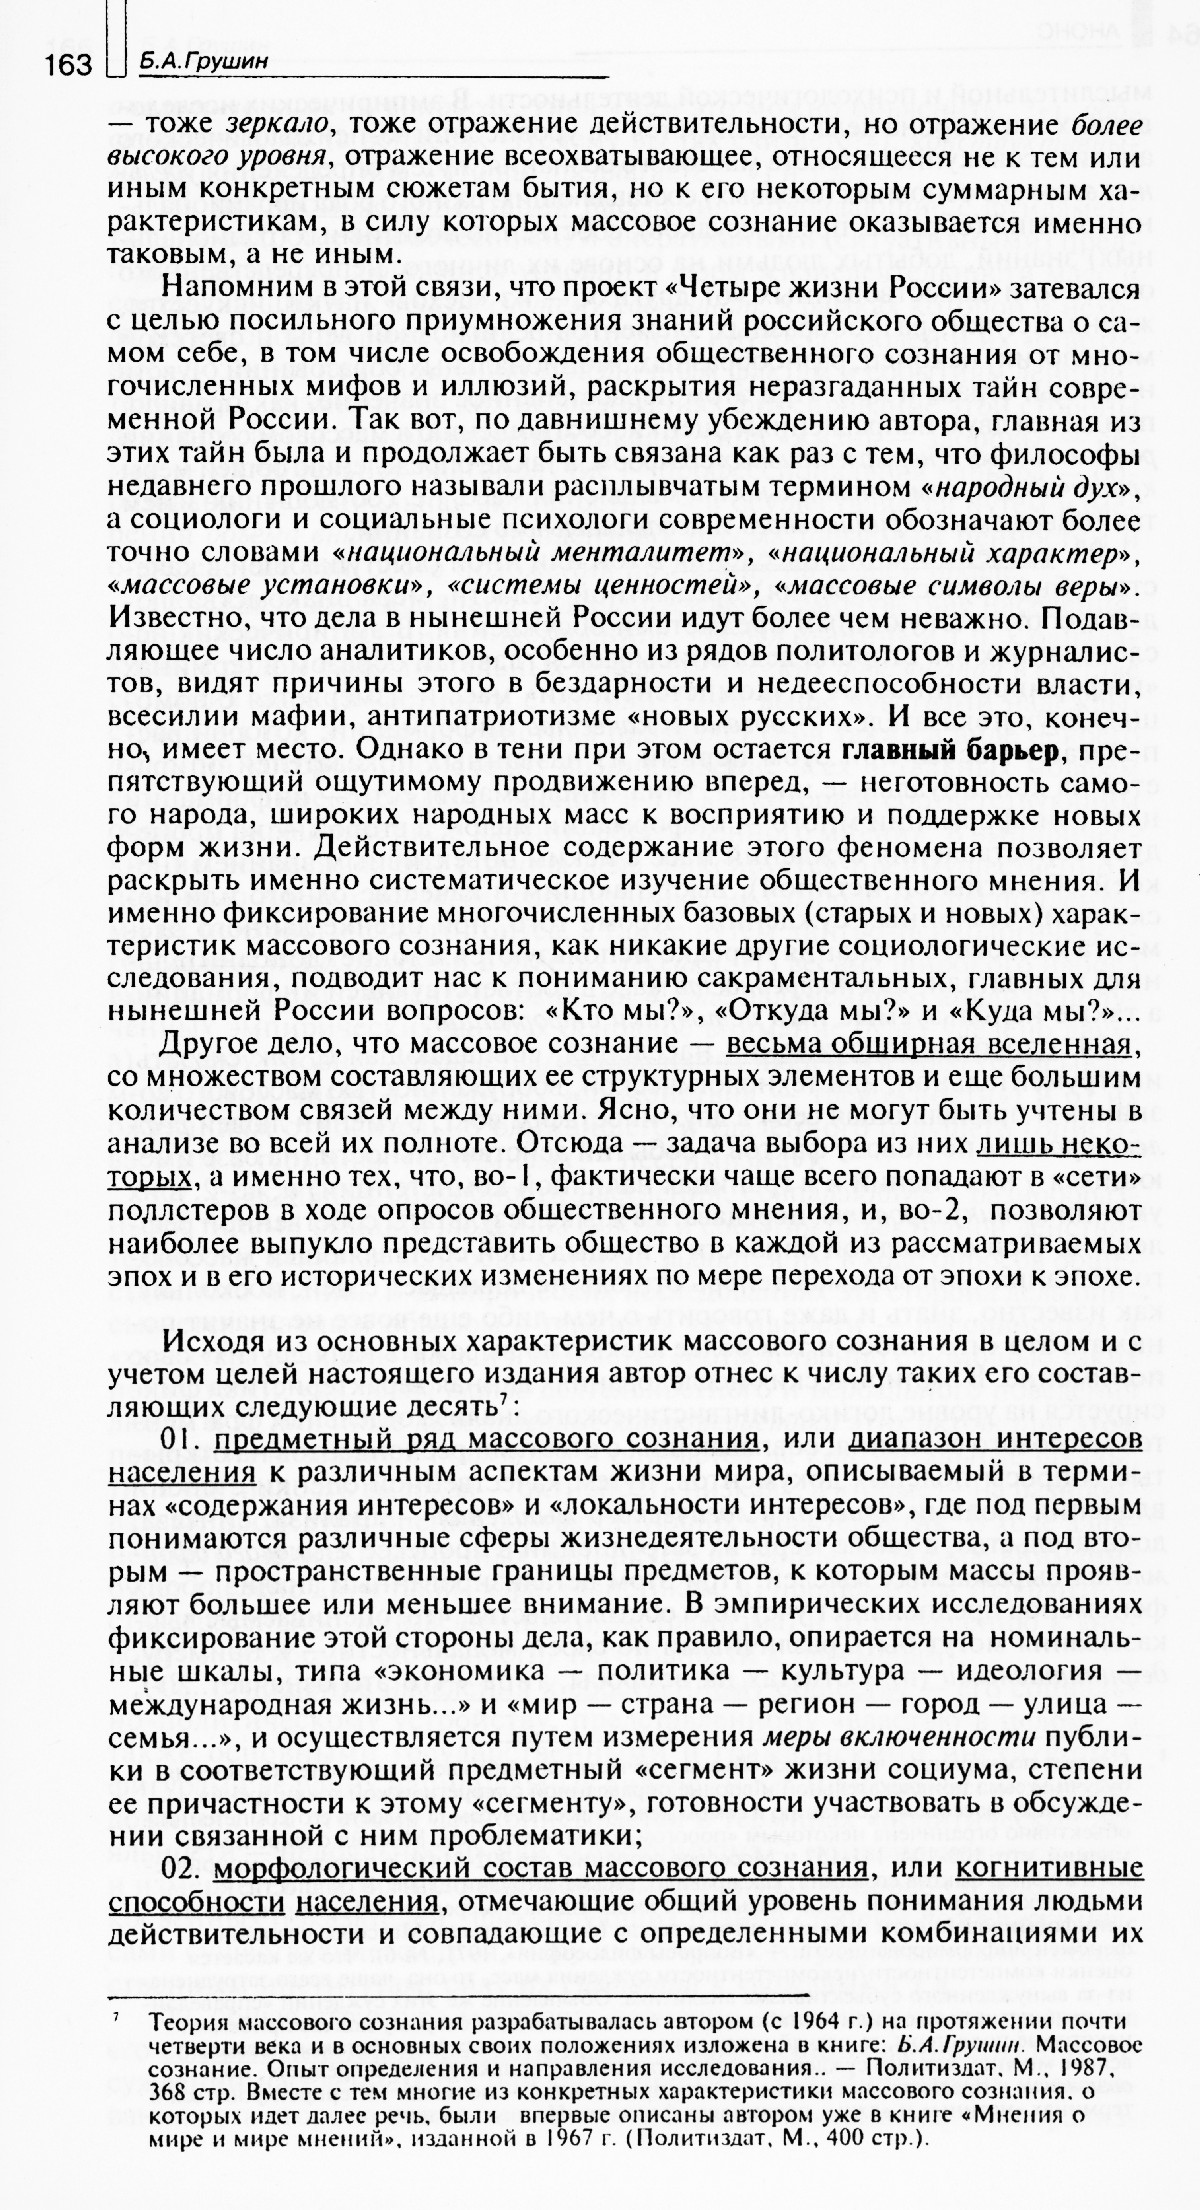 163
Б.А.Грушин
— тоже зеркало, тоже отражение действительности, но отражение более
высокого уровня, отражение всеохватывающее, относящееся не к тем или
иным конкретным сюжетам бытия, но к его некоторым суммарным ха-
рактеристикам, в силу которых массовое сознание оказывается именно
таковым, а не иным.
Напомним в этой связи, что проект «Четыре жизни России» затевался
с целью посильного приумножения знаний российского общества о са-
мом себе, в том числе освобождения общественного сознания от мно-
гочисленных мифов и иллюзий, раскрытия неразгаданных тайн совре-
менной России. Так вот, по давнишнему убеждению автора, главная из
этих тайн была и продолжает быть связана как раз с тем, что философы
недавнего прошлого называли расплывчатым термином «народный дух»,
а социологи и социальные психологи современности обозначают более
точно словами «национальный менталитет», «национальный характер»,
«массовые установки», «системы ценностей», «массовые символы веры».
Известно, что дела в нынешней России идут более чем неважно. Подав-
ляющее число аналитиков, особенно из рядов политологов и журналис-
тов, видят причины этого в бездарности и недееспособности власти,
всесилии мафии, антипатриотизме «новых русских». И все это, конеч-
но, имеет место. Однако в тени при этом остается главный барьер, пре-
пятствующий ощутимому продвижению вперед, — неготовность само-
го народа, широких народных масс к восприятию и поддержке новых
форм жизни. Действительное содержание этого феномена позволяет
раскрыть именно систематическое изучение общественного мнения. И
именно фиксирование многочисленных базовых (старых и новых) харак-
теристик массового сознания, как никакие другие социологические ис-
следования, подводит нас к пониманию сакраментальных, главных для
нынешней России вопросов: «Кто мы?», «Откуда мы?» и «Куда мы?»...
Другое дело, что массовое сознание — весьма обширная вселенная,
со множеством составляющих ее структурных элементов и еще большим
количеством связей между ними. Ясно, что они не могут быть учтены в
анализе во всей их полноте. Отсюда — задача выбора из них лишь неко-
торых, а именно тех, что, во-1, фактически чаще всего попадают в «сети»
поллстеров в ходе опросов общественного мнения, и, во-2, позволяют
наиболее выпукло представить общество в каждой из рассматриваемых
эпох и в его исторических изменениях по мере перехода от эпохи к эпохе.
Исходя из основных характеристик массового сознания в целом и с
учетом целей настоящего издания автор отнес к числу таких его состав-
ляющих следующие десять7:
01. предметный ряд массового сознания, или диапазон интересов
населения к различным аспектам жизни мира, описываемый в терми-
нах «содержания интересов» и «локальности интересов», где под первым
понимаются различные сферы жизнедеятельности общества, а под вто-
рым — пространственные границы предметов, к которым массы прояв-
ляют большее или меньшее внимание. В эмпирических исследованиях
фиксирование этой стороны дела, как правило, опирается на номиналь-
ные шкалы, типа «экономика — политика — культура — идеология —
международная жизнь...» и «мир — страна — регион — город — улица —
семья...», и осуществляется путем измерения меры включенности публи-
ки в соответствующий предметный «сегмент» жизни социума, степени
ее причастности к этому «сегменту», готовности участвовать в обсужде-
нии связанной с ним проблематики;
02. морфологический состав массового сознания, или когнитивные
способности населения, отмечающие общий уровень понимания людьми
действительности и совпадающие с определенными комбинациями их
7 Теория массового сознания разрабатывалась автором (с 1964 г.) на протяжении почти
четверти века и в основных своих положениях изложена в книге: Б.А.Грушин. Массовое
сознание. Опыт определения и направления исследования.. — Политиздат, М., 1987,
368 стр. Вместе с тем многие из конкретных характеристики массового сознания, о
которых идет далее речь, были впервые описаны автором уже в книге «Мнения о
мире и мире мнений», изданной в 1967 г. (Политиздат, М., 400 стр.).